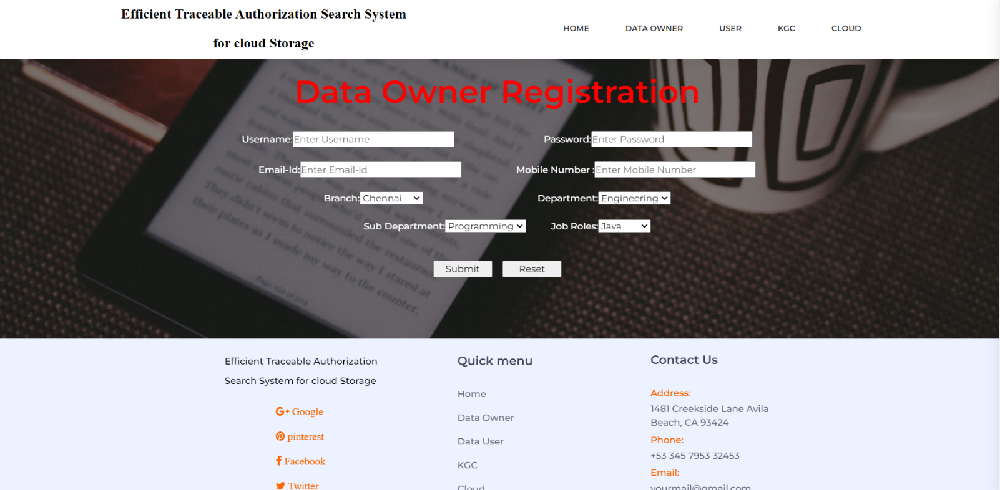 Efficient Traceable Authorization Search System
for cloud Storage
HOME DATA OWNER USER KGC CLOUD
Data Owner Registration
Username: Enter Username Password: Enter Password
Email-Id: Enter Email-id Mobile Number : Enter Mobile Number
Branch: Chennai Department: Engineering
Sub Department: Programming Job Roles: Java
Submit Reset
Efficient Traceable Authorization
Search System for cloud Storage
G+ Google
pinterest
Facebook
Twitter
Quick menu
Home
Data Owner
Data User
KGC
Cloud
Contact Us
Address:
1481 Creekside Lane Avila
Beach, CA 93424
Phone:
+53 345 7953 32453
Email:
yourmail@gmail.com